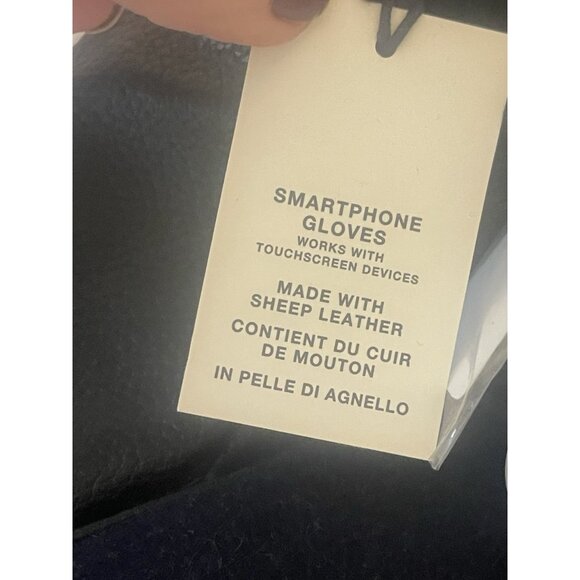 SMARTPHONE
GLOVES
WORKS WITH
TOUCHSCREEN DEVICES
MADE WITH
SHEEP LEATHER
CONTIENT DU CUIR
DE MOUTON
IN PELLE DI AGNELLO